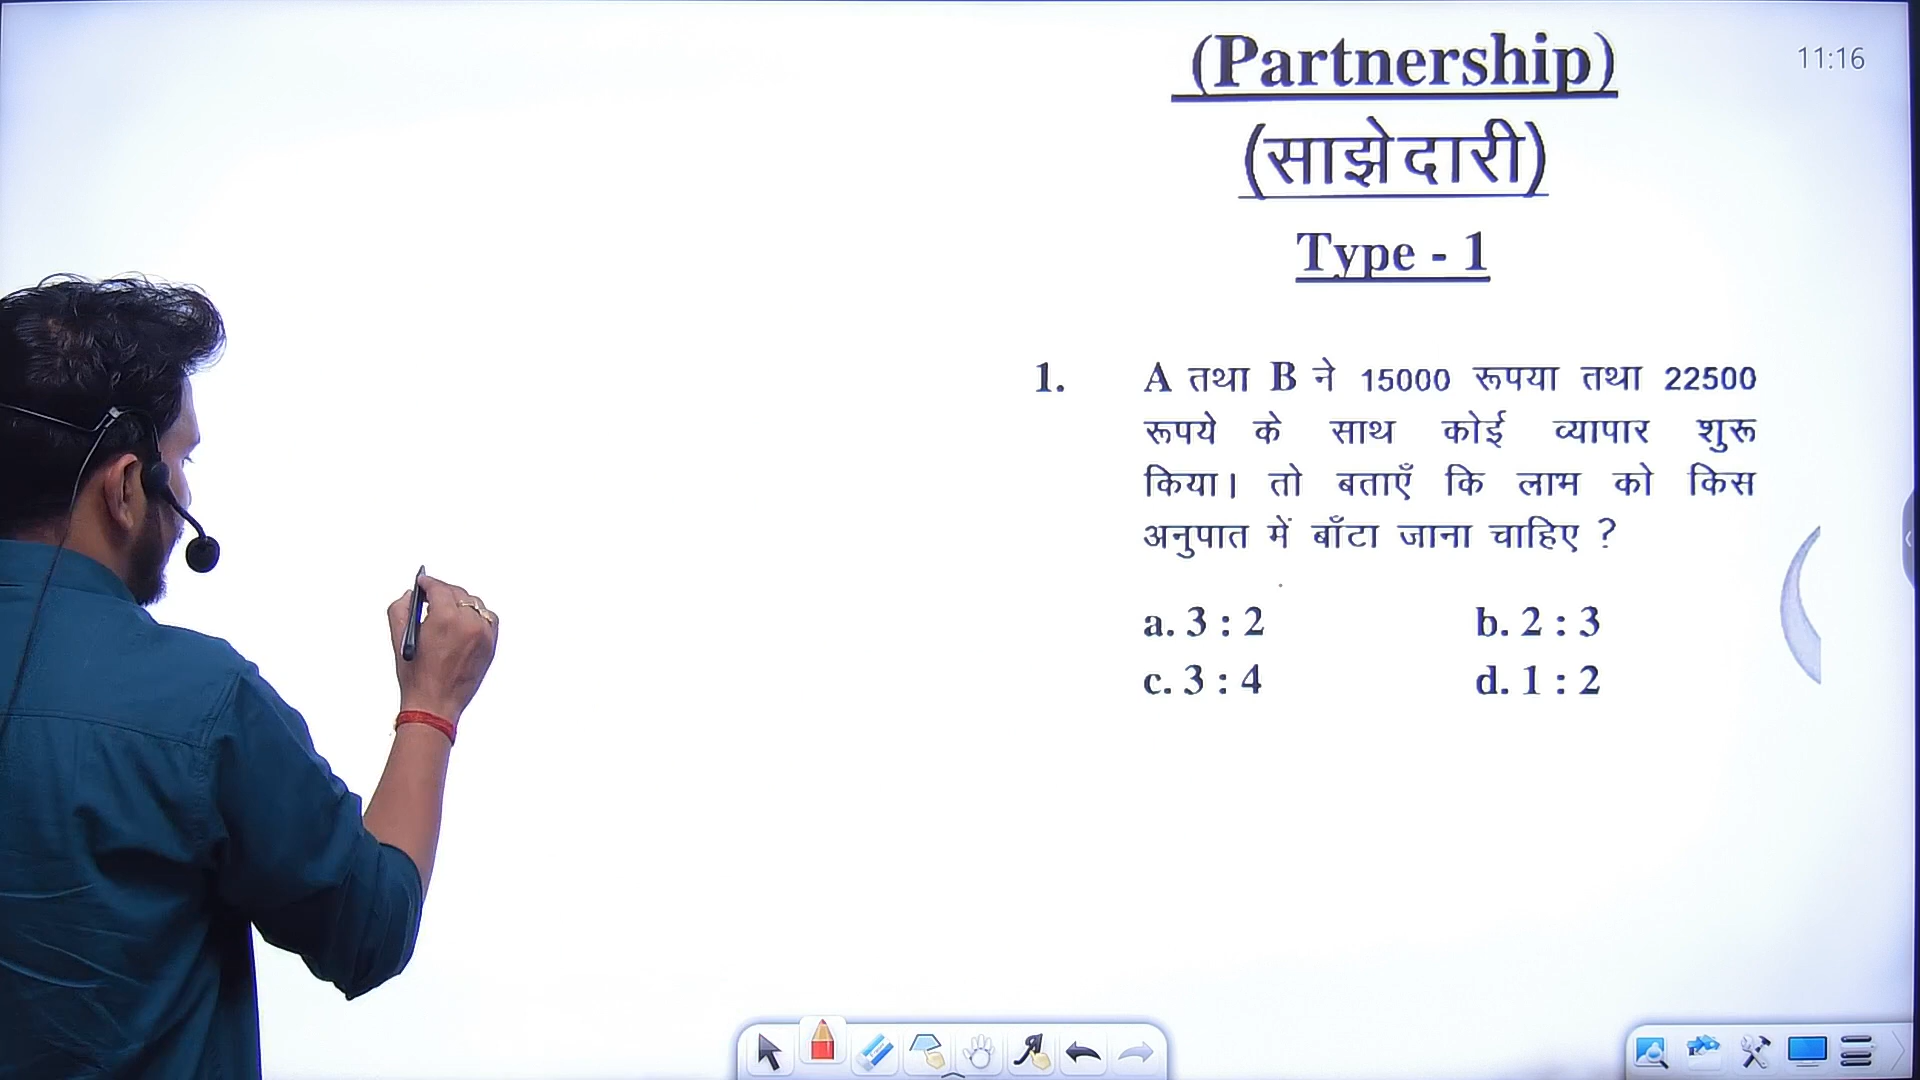 (Partnership)
11:16
(साझेदारी)
Type - 1
1. A तथा B ने 15000 रूपया तथा 22500
रूपये के साथ कोई व्यापार शुरू
किया। तो बताएँ कि लाभ को किस
अनुपात में बाँटा जाना चाहिए ?
a. 3 : 2 b. 2 : 3
c. 3 : 4 d. 1 : 2